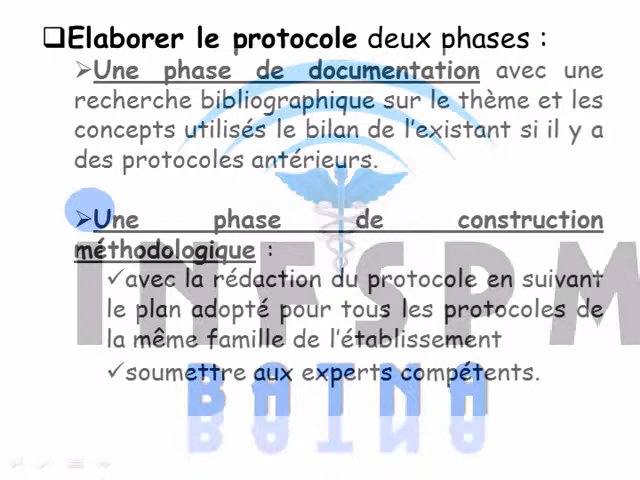 ❑Elaborer le protocole deux phases :
➢Une phase de documentation avec une
recherche bibliographique sur le thème et les
concepts utilisés le bilan de l'existant si il y a
des protocoles antérieurs.
➢Une phase de construction
méthodologique :
✓avec la rédaction du protocole en suivant
le plan adopté pour tous les protocoles de
la même famille de l'établissement
✓soumettre aux experts compétents.
INFSPM
BATNA